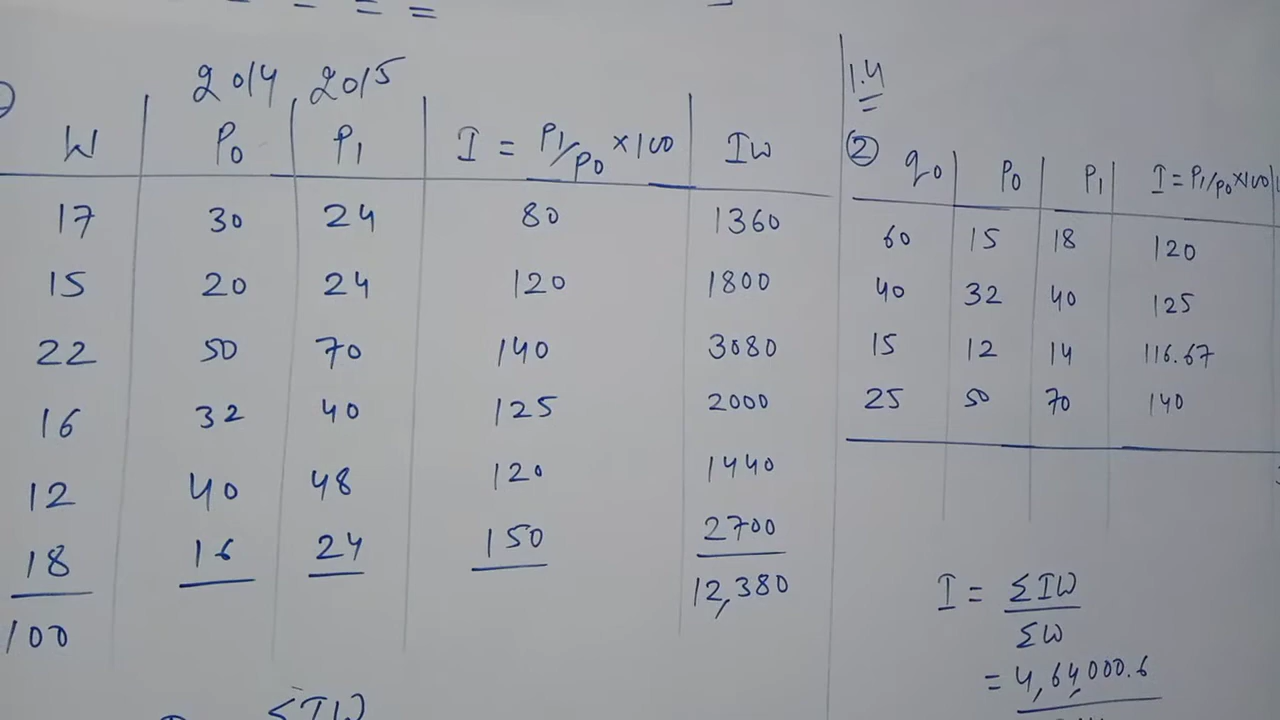 2014 2015
W P0 P1 I = P1/P0 ×100 IW
17 30 24 80 1360
15 20 24 120 1800
22 50 70 140 3080
16 32 40 125 2000
12 40 48 120 1440
18 16 24 150 2700
100 12,380
ΣIW
1.4
② q0 P0 P1 I = P1/P0 ×100
60 15 18 120
40 32 40 125
15 12 14 116.67
25 50 70 140
I = ΣIW
ΣW
= 4,64,000.6